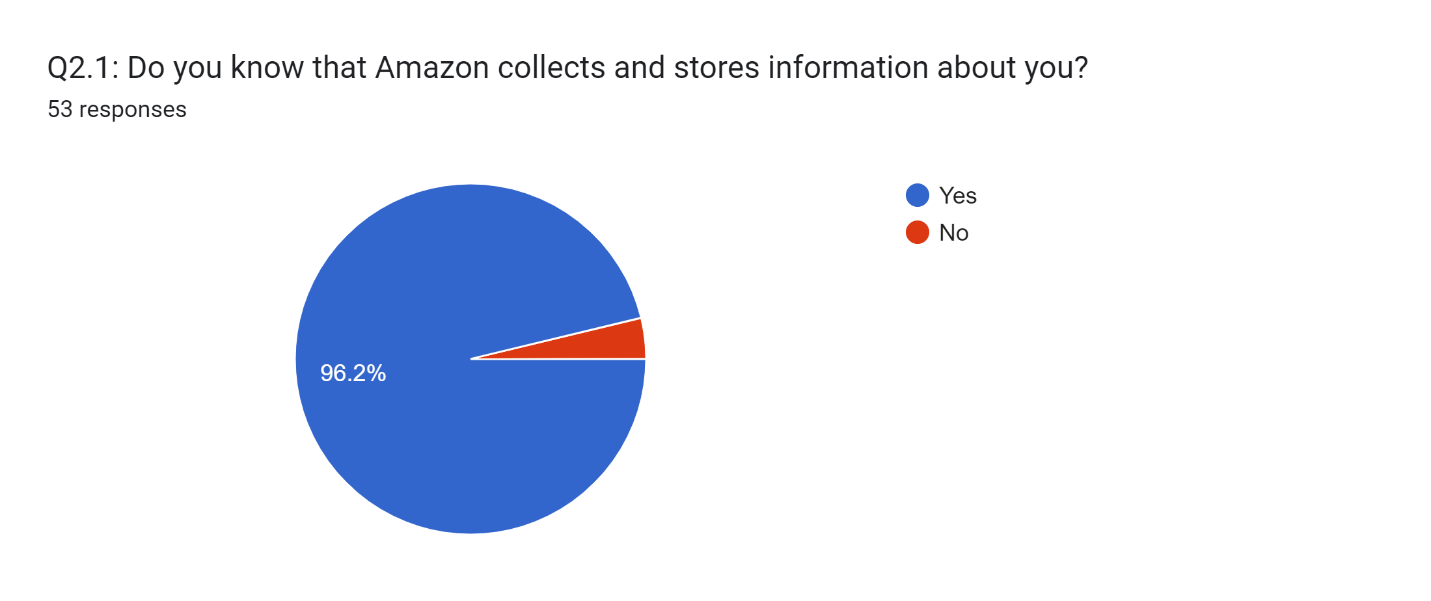 Q2.1: Do you know that Amazon collects and stores information about you?
53 responses
Yes
No
96.2%